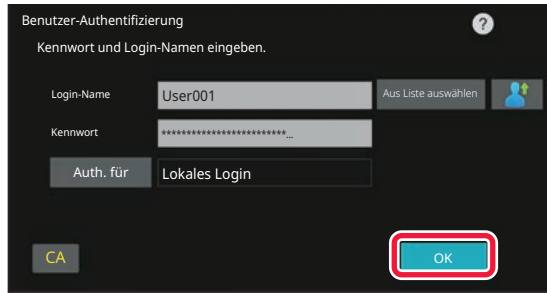 Benutzer-Authentifizierung
?
Kennwort und Login-Namen eingeben.
Login-Name User001 Aus Liste auswählen
Kennwort **************************...
Auth. für Lokales Login
CA OK